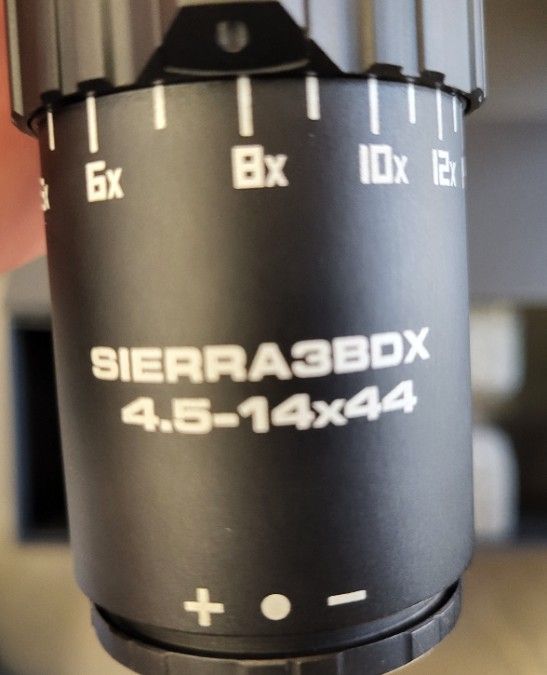 6x 8x 10x 12x
SIERRA3BDX
4.5-14x44
+ • -